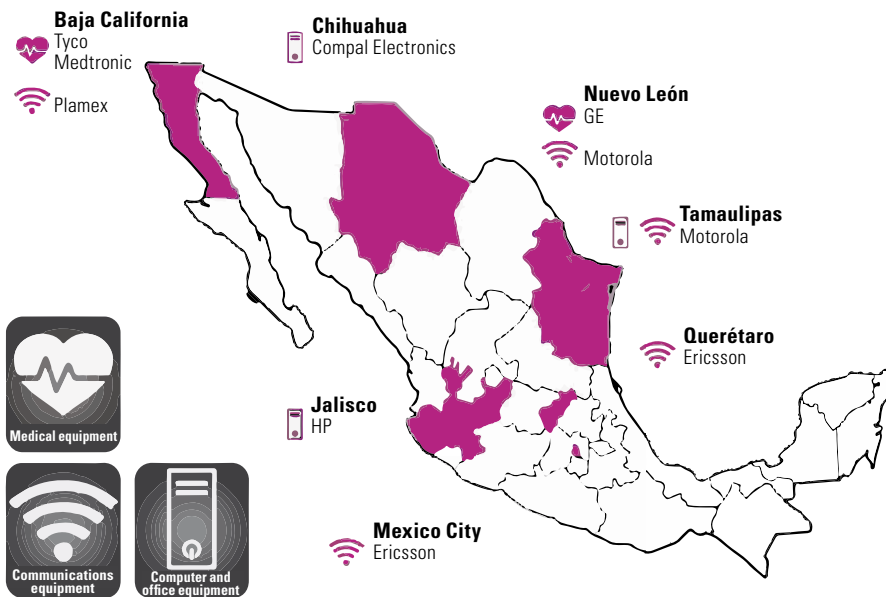 Baja California
Tyco
Medtronic
Plamex
Chihuahua
Compal Electronics
Nuevo León
GE
Motorola
Tamaulipas
Motorola
Querétaro
Ericsson
Jalisco
HP
Mexico City
Ericsson
Medical equipment
Communications
equipment
Computer and
office equipment